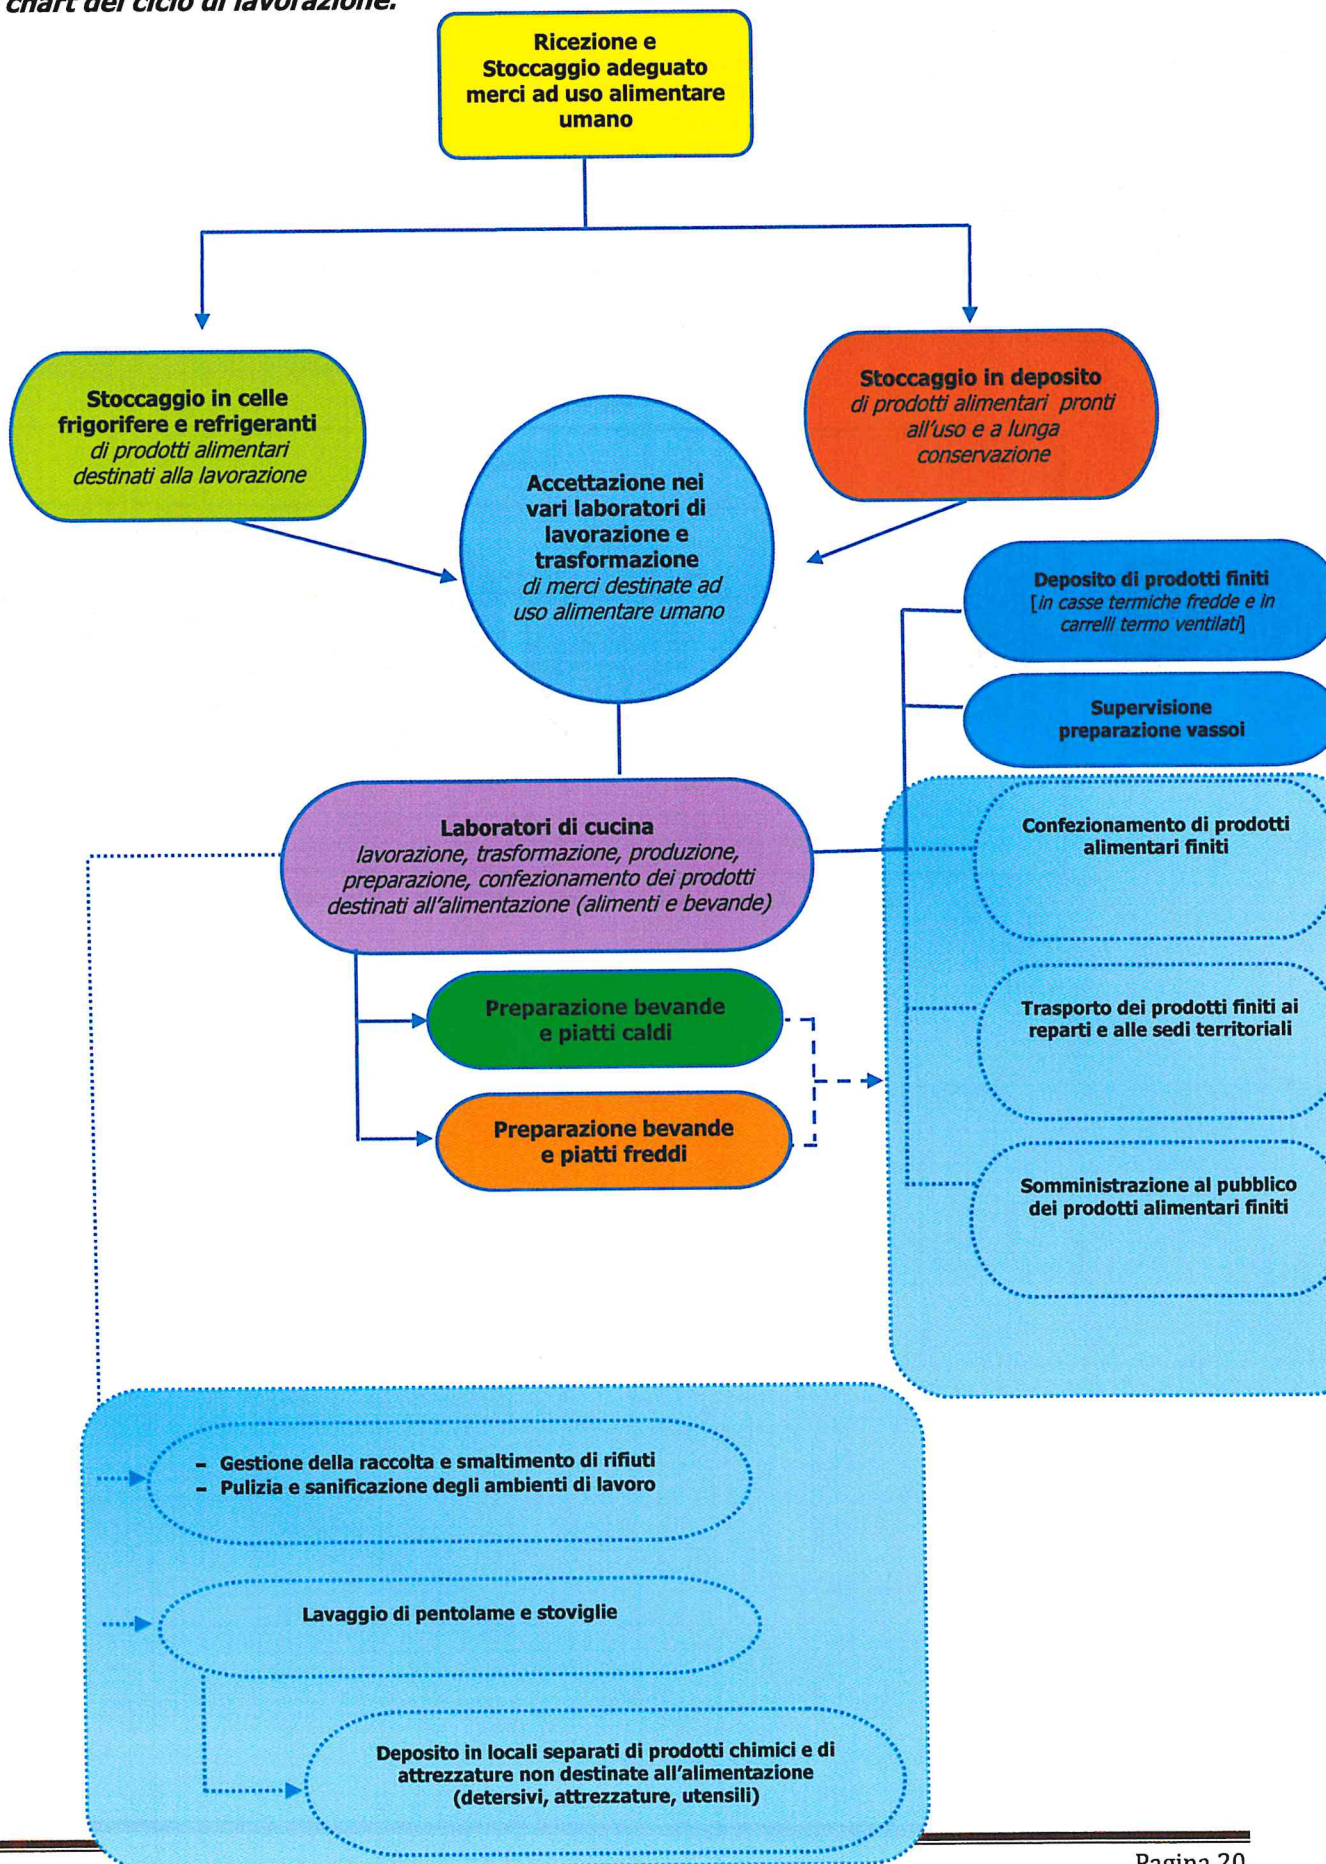 chart del ciclo di lavorazione.
Ricezione e
Stoccaggio adeguato
merci ad uso alimentare
umano
Stoccaggio in celle
frigorifere e refrigeranti
di prodotti alimentari
destinati alla lavorazione
Stoccaggio in deposito
di prodotti alimentari pronti
all'uso e a lunga
conservazione
Accettazione nei
vari laboratori di
lavorazione e
trasformazione
di merci destinate ad
uso alimentare umano
Deposito di prodotti finiti
[in casse termiche fredde e in
carrelli termo ventilati]
Supervisione
preparazione vassoi
Laboratori di cucina
lavorazione, trasformazione, produzione,
preparazione, confezionamento dei prodotti
destinati all'alimentazione (alimenti e bevande)
Confezionamento di prodotti
alimentari finiti
Preparazione bevande
e piatti caldi
Trasporto dei prodotti finiti ai
reparti e alle sedi territoriali
Preparazione bevande
e piatti freddi
Somministrazione al pubblico
dei prodotti alimentari finiti
– Gestione della raccolta e smaltimento di rifiuti
– Pulizia e sanificazione degli ambienti di lavoro
Lavaggio di pentolame e stoviglie
Deposito in locali separati di prodotti chimici e di
attrezzature non destinate all'alimentazione
(detersivi, attrezzature, utensili)
Pagina 20